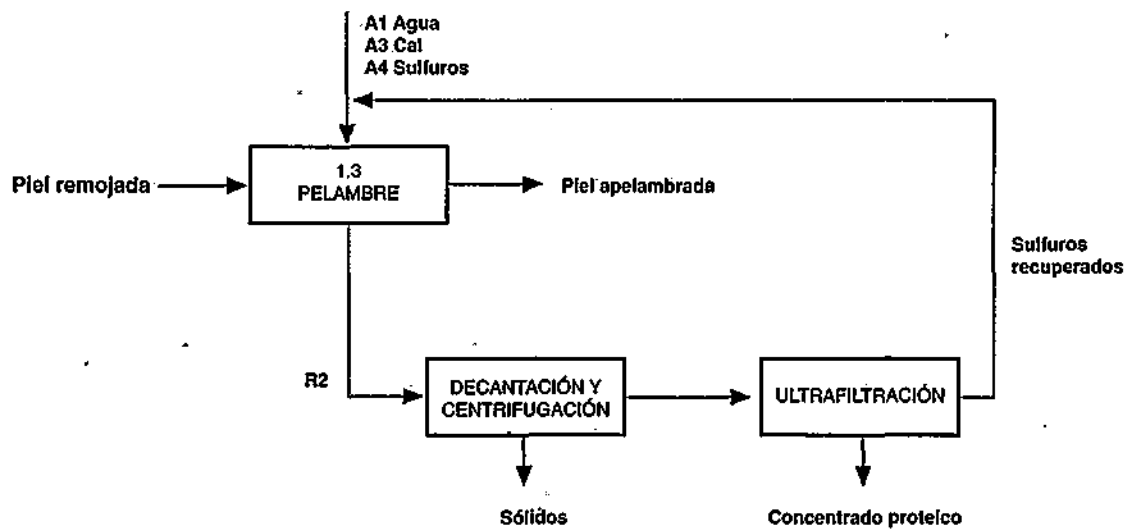 A1 Agua
A3 Cal
A4 Sulfuros
Piel remojada
1.3
PELAMBRE
Piel apelambrada
Sulfuros
recuperados
R2
DECANTACIÓN Y
CENTRIFUGACIÓN
ULTRAFILTRACIÓN
Sólidos
Concentrado proteico